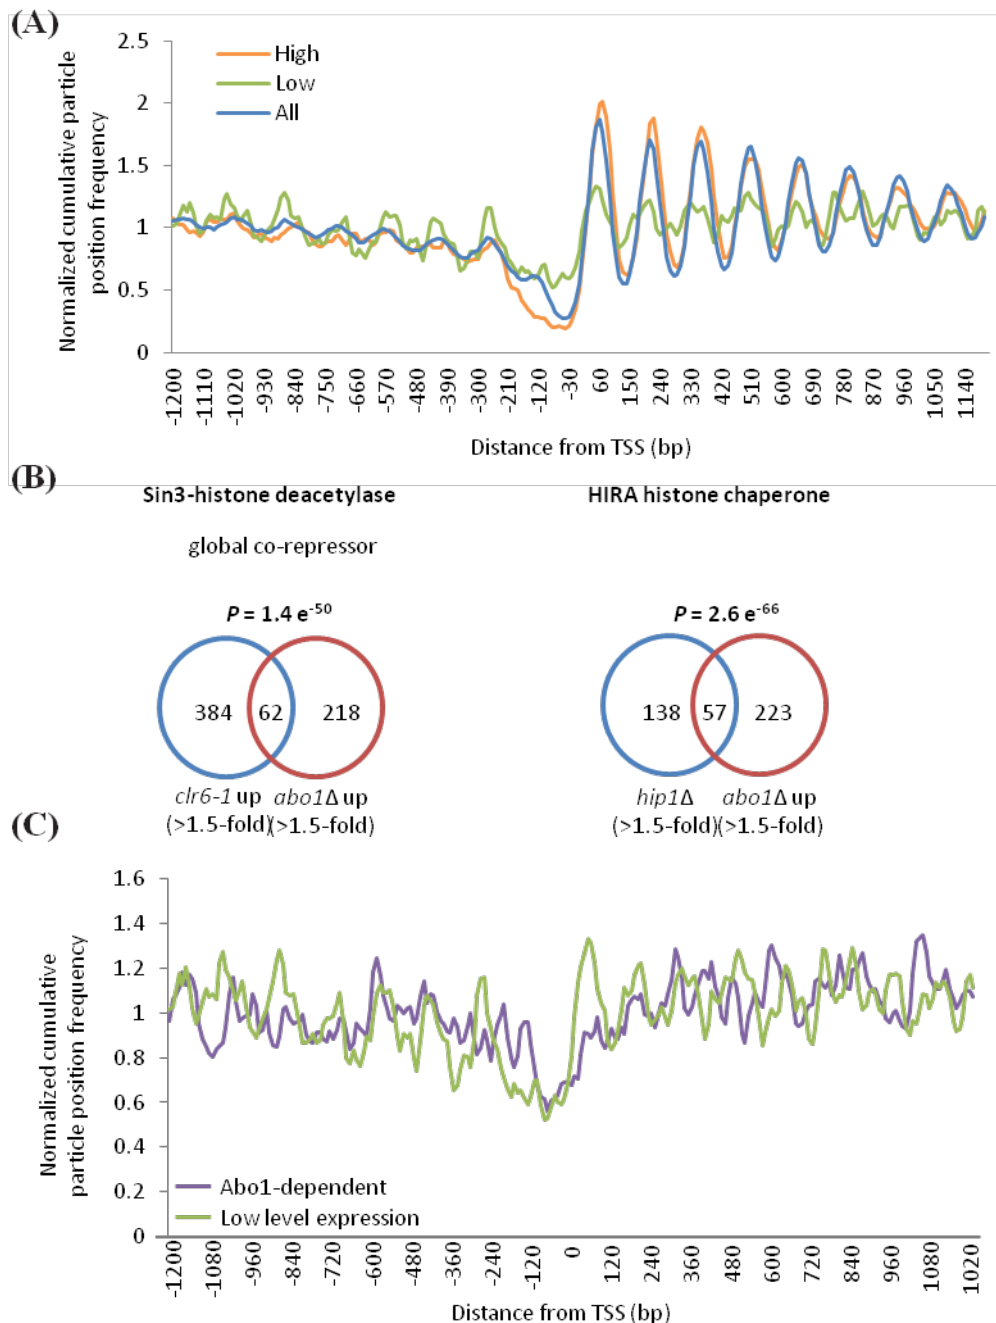 (A)
2.5
2
1.5
1
0.5
0
Normalized cumulative particle
position frequency
High
Low
All
-1200
-1110
-1020
-930
-840
-750
-660
-570
-480
-390
-300
-210
-120
-30
60
150
240
330
420
510
600
690
780
870
960
1050
1140
Distance from TSS (bp)
(B)
Sin3-histone deacetylase
global co-repressor
P = 1.4 e-50
384 62 218
clr6-1 up abo1Δ up
(>1.5-fold)(>1.5-fold)
HIRA histone chaperone
P = 2.6 e-66
138 57 223
hip1Δ abo1Δ up
(>1.5-fold)(>1.5-fold)
(C)
1.6
1.4
1.2
1
0.8
0.6
0.4
0.2
0
Normalized cumulative
particle position frequency
Abo1-dependent
Low level expression
-1200
-1080
-960
-840
-720
-600
-480
-360
-240
-120
0
120
240
360
480
600
720
840
960
1080
1020
Distance from TSS (bp)